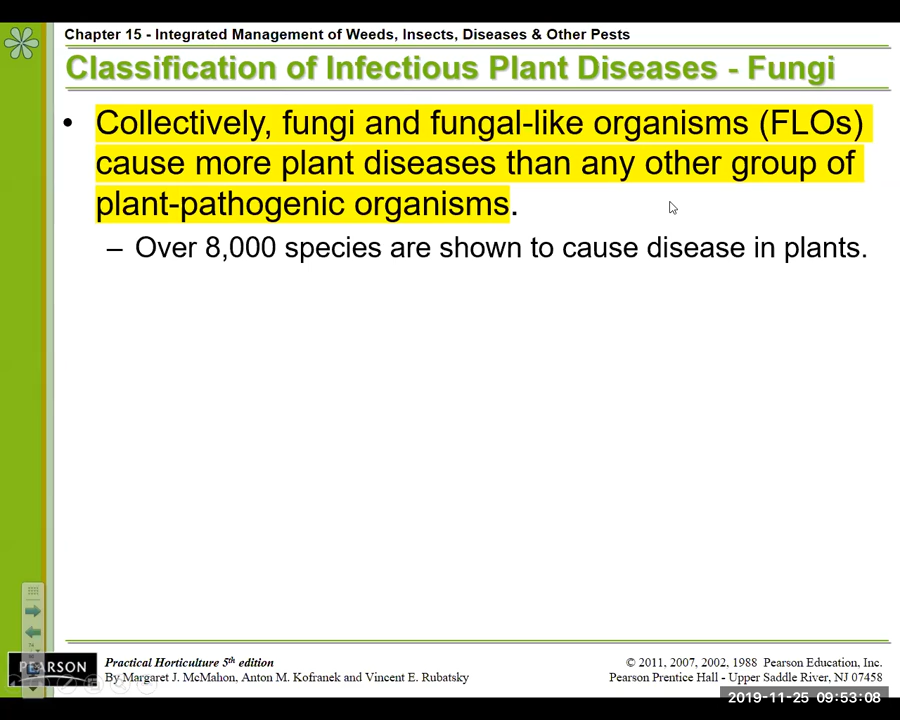 Chapter 15 - Integrated Management of Weeds, Insects, Diseases & Other Pests
Classification of Infectious Plant Diseases - Fungi
• Collectively, fungi and fungal-like organisms (FLOs)
cause more plant diseases than any other group of
plant-pathogenic organisms.
– Over 8,000 species are shown to cause disease in plants.
PEARSON
Practical Horticulture 5th edition
By Margaret J. McMahon, Anton M. Kofranek and Vincent E. Rubatsky
© 2011, 2007, 2002, 1988 Pearson Education, Inc.
Pearson Prentice Hall - Upper Saddle River, NJ 07458
2019-11-25 09:53:08